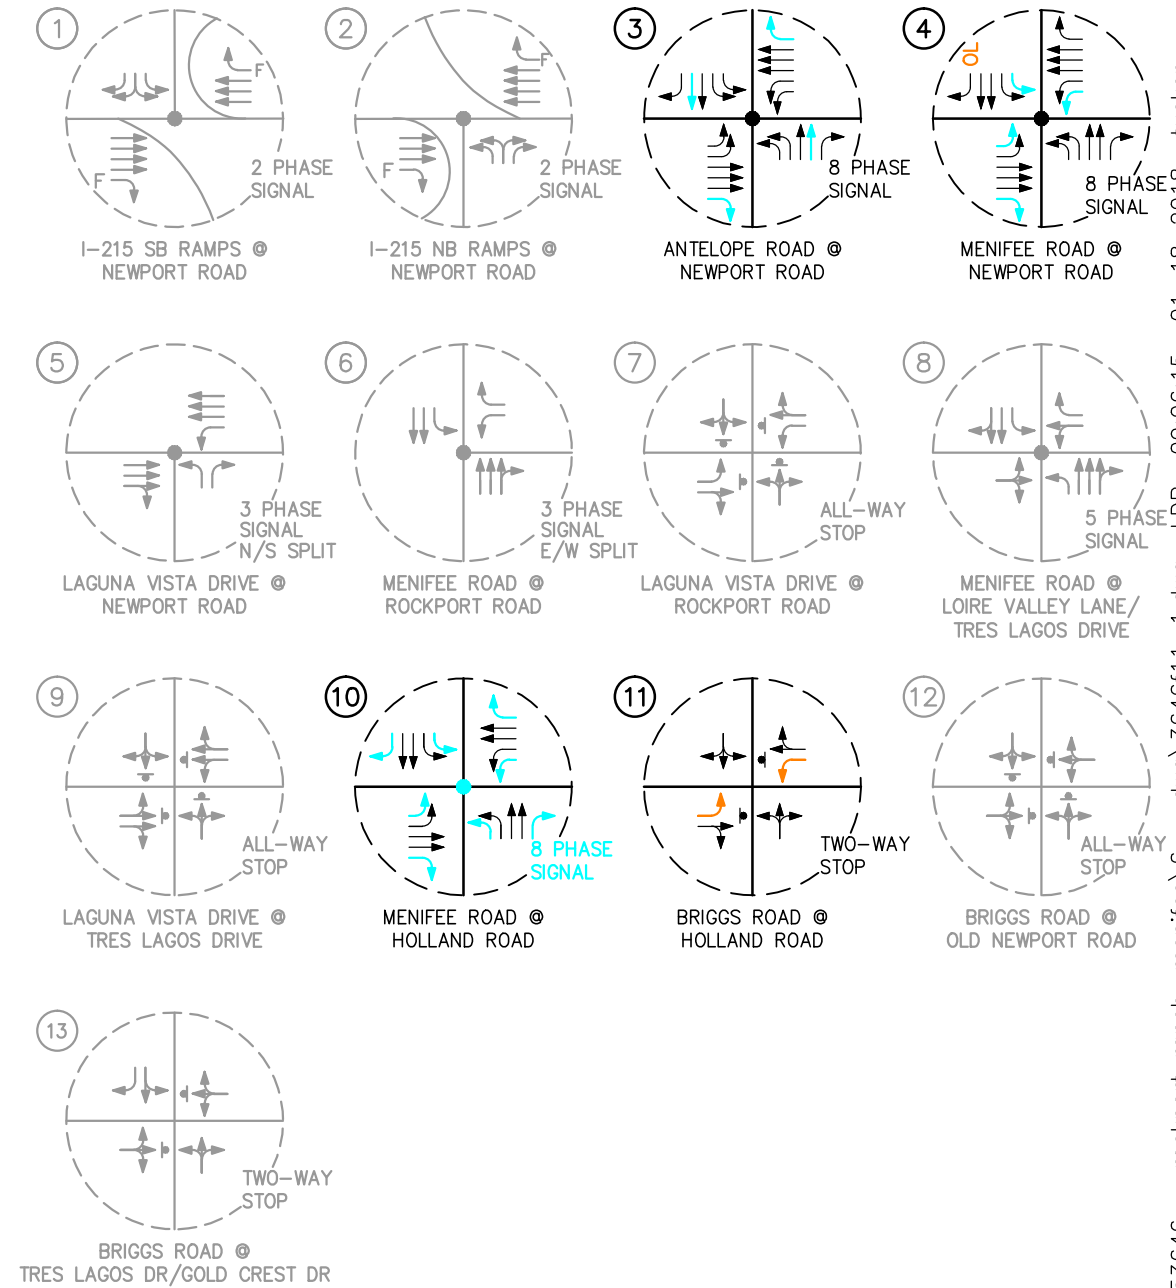 1
F
F
2 PHASE
SIGNAL
I-215 SB RAMPS @
NEWPORT ROAD
2
F
F
2 PHASE
SIGNAL
I-215 NB RAMPS @
NEWPORT ROAD
3
8 PHASE
SIGNAL
ANTELOPE ROAD @
NEWPORT ROAD
4
OL
8 PHASE
SIGNAL
MENIFEE ROAD @
NEWPORT ROAD
5
3 PHASE
SIGNAL
N/S SPLIT
LAGUNA VISTA DRIVE @
NEWPORT ROAD
6
3 PHASE
SIGNAL
E/W SPLIT
MENIFEE ROAD @
ROCKPORT ROAD
7
ALL-WAY
STOP
LAGUNA VISTA DRIVE @
ROCKPORT ROAD
8
5 PHASE
SIGNAL
MENIFEE ROAD @
LOIRE VALLEY LANE/
TRES LAGOS DRIVE
9
ALL-WAY
STOP
LAGUNA VISTA DRIVE @
TRES LAGOS DRIVE
10
8 PHASE
SIGNAL
MENIFEE ROAD @
HOLLAND ROAD
11
TWO-WAY
STOP
BRIGGS ROAD @
HOLLAND ROAD
12
ALL-WAY
STOP
BRIGGS ROAD @
OLD NEWPORT ROAD
13
TWO-WAY
STOP
BRIGGS ROAD @
TRES LAGOS DR/GOLD CREST DR